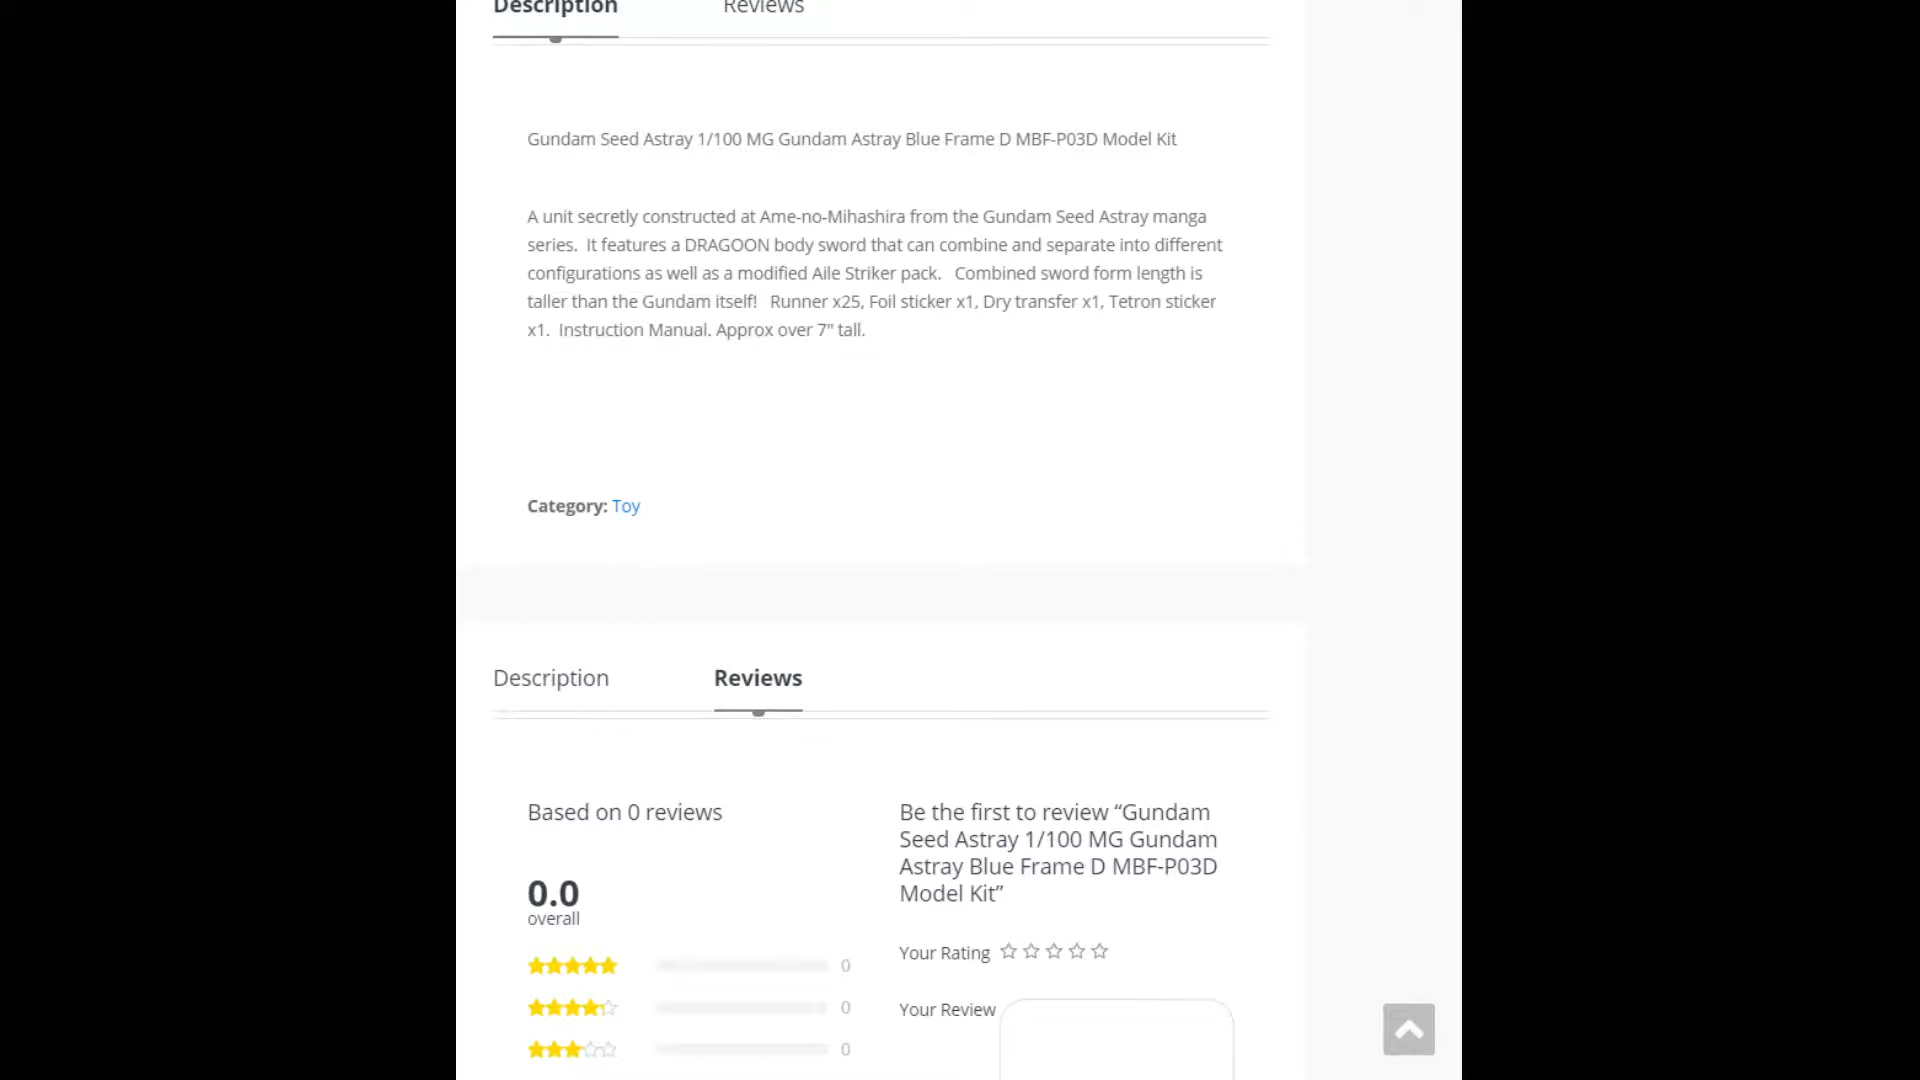 Description Reviews
Gundam Seed Astray 1/100 MG Gundam Astray Blue Frame D MBF-P03D Model Kit
A unit secretly constructed at Ame-no-Mihashira from the Gundam Seed Astray manga
series.  It features a DRAGOON body sword that can combine and separate into different
configurations as well as a modified Aile Striker pack.   Combined sword form length is
taller than the Gundam itself!   Runner x25, Foil sticker x1, Dry transfer x1, Tetron sticker
x1.  Instruction Manual. Approx over 7" tall.
Category: Toy
Description Reviews
Based on 0 reviews
0.0
overall
0
0
0
Be the first to review “Gundam
Seed Astray 1/100 MG Gundam
Astray Blue Frame D MBF-P03D
Model Kit”
Your Rating
Your Review